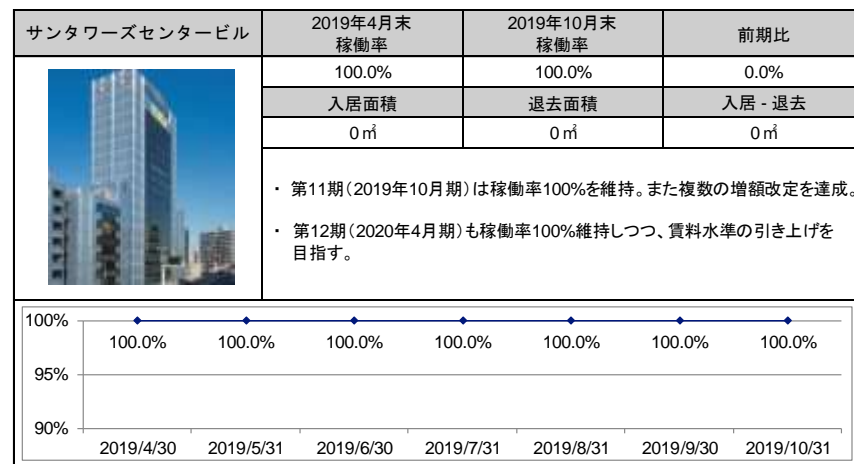 サンタワーズセンタービル
2019年4月末
稼働率
2019年10月末
稼働率
前期比
100.0%
100.0%
0.0%
入居面積
退去面積
入居 - 退去
0㎡
0㎡
0㎡
・ 第11期(2019年10月期)は稼働率100%を維持。また複数の増額改定を達成。
・ 第12期(2020年4月期)も稼働率100%維持しつつ、賃料水準の引き上げを
目指す。
100%
100.0%
100.0%
100.0%
100.0%
100.0%
100.0%
100.0%
95%
90%
2019/4/30
2019/5/31
2019/6/30
2019/7/31
2019/8/31
2019/9/30
2019/10/31